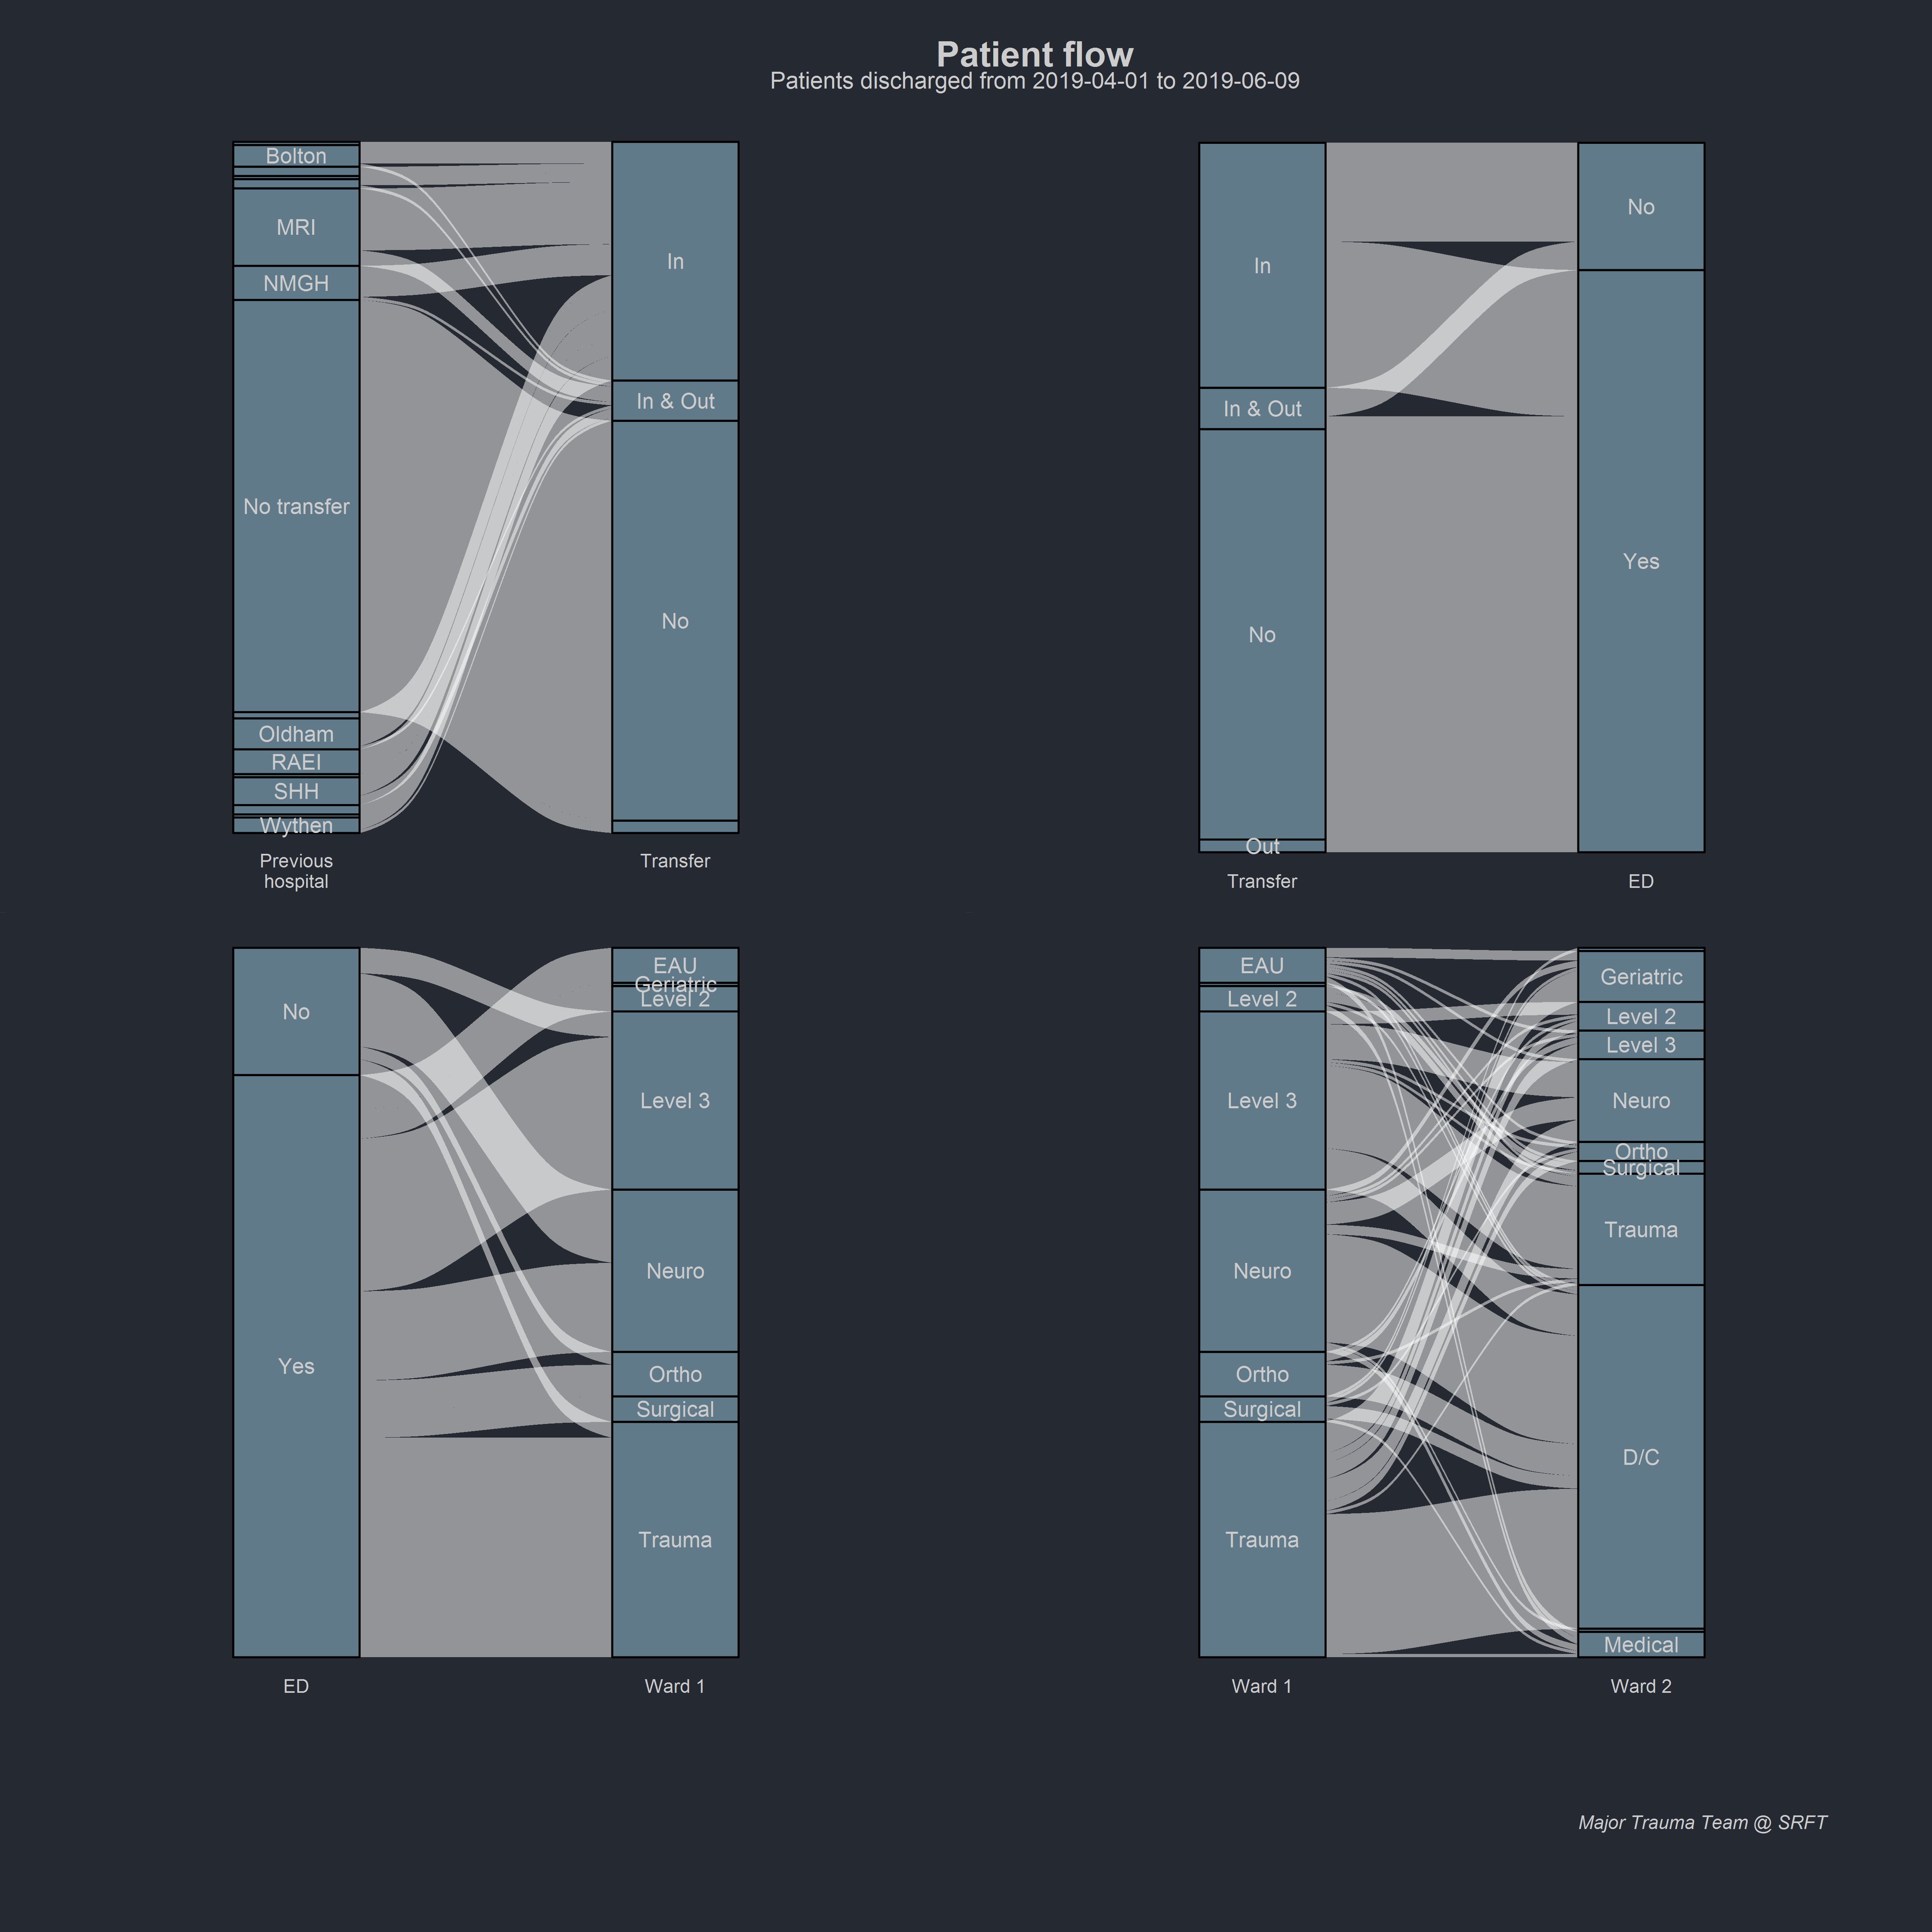 Patient flow
Patients discharged from 2019-04-01 to 2019-06-09
Bolton
MRI
NMGH
No transfer
Oldham
RAEI
SHH
Wythen
Previous
hospital
In
In & Out
No
Transfer
In
In & Out
No
Out
Transfer
No
Yes
ED
No
Yes
ED
EAU
Geriatric
Level 2
Level 3
Neuro
Ortho
Surgical
Trauma
Ward 1
EAU
Level 2
Level 3
Neuro
Ortho
Surgical
Trauma
Ward 1
Geriatric
Level 2
Level 3
Neuro
Ortho
Surgical
Trauma
D/C
Medical
Ward 2
Major Trauma Team @ SRFT